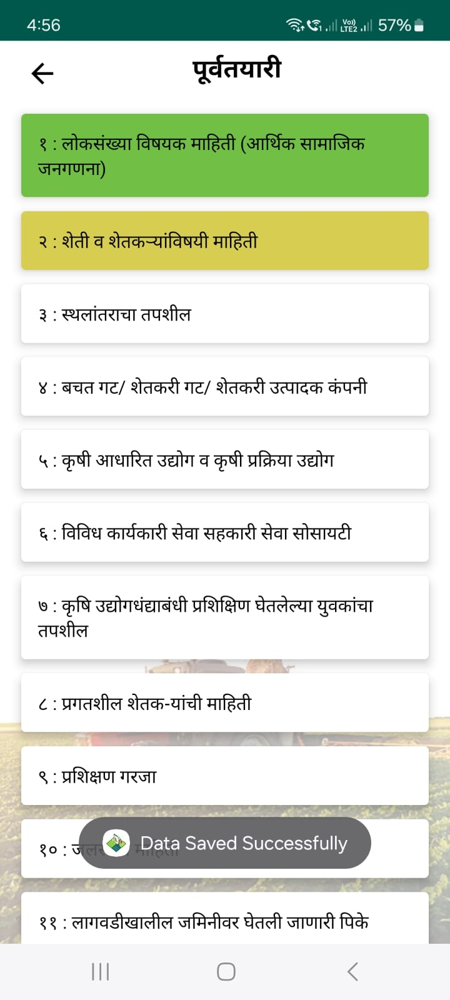 4:56
Vo)) LTE2 57%
पूर्वतयारी
१ : लोकसंख्या विषयक माहिती (आर्थिक सामाजिक
जनगणना)
२ : शेती व शेतकऱ्यांविषयी माहिती
३ : स्थलांतराचा तपशील
४ : बचत गट/ शेतकरी गट/ शेतकरी उत्पादक कंपनी
५ : कृषी आधारित उद्योग व कृषी प्रक्रिया उद्योग
६ : विविध कार्यकारी सेवा सहकारी सेवा सोसायटी
७ : कृषि उद्योगधंद्याबंधी प्रशिक्षिण घेतलेल्या युवकांचा
तपशील
८ : प्रगतशील शेतक-यांची माहिती
९ : प्रशिक्षण गरजा
१० : माहिती
Data Saved Successfully
११ : लागवडीखालील जमिनीवर घेतली जाणारी पिके